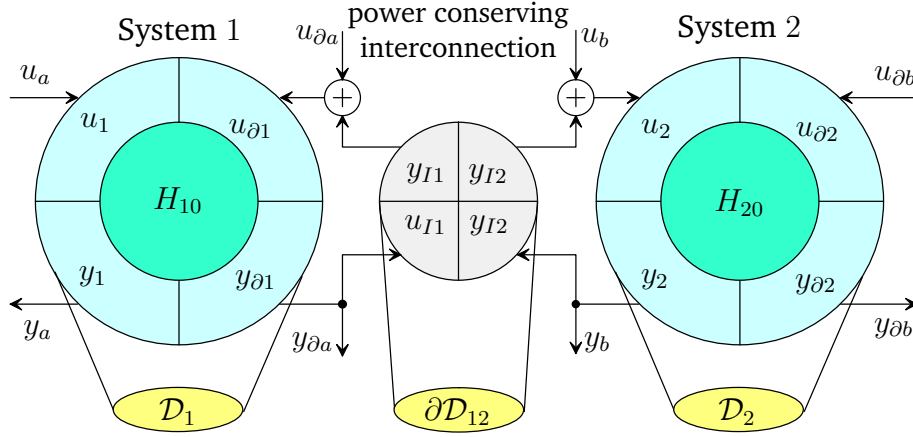 System 1
power conserving
interconnection
System 2
u_{∂a}
u_b
u_a
u_{∂b}
u_1
u_{∂1}
+
+
u_2
u_{∂2}
H_{10}
y_{I1}
y_{I2}
H_{20}
u_{I1}
y_{I2}
y_1
y_{∂1}
y_2
y_{∂2}
y_a
y_{∂a}
y_b
y_{∂b}
𝒟_1
∂𝒟_{12}
𝒟_2